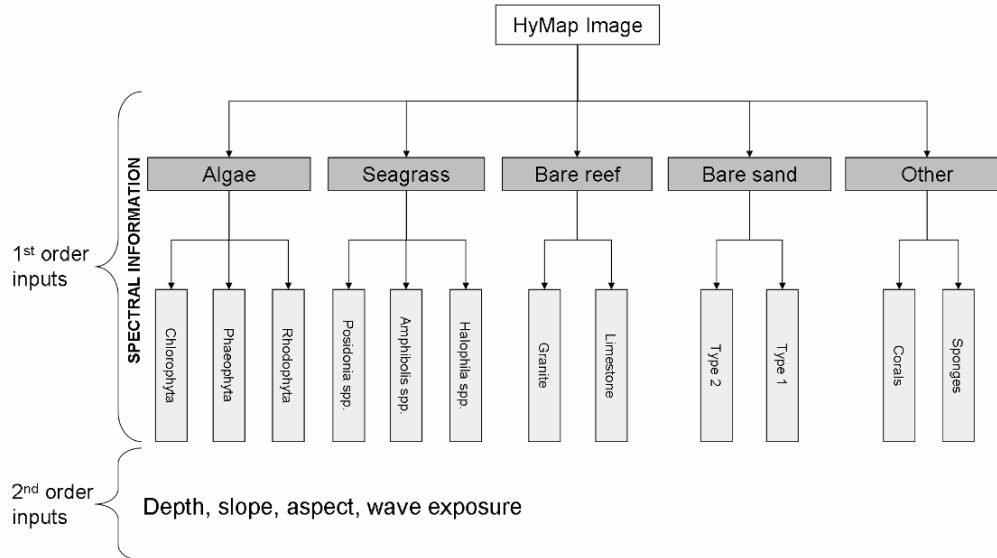 HyMap Image
Algae
Seagrass
Bare reef
Bare sand
Other
1st order
inputs
SPECTRAL INFORMATION
Chlorophyta
Phaeophyta
Rhodophyta
Posidonia spp.
Amphibolis spp.
Halophila spp.
Granite
Limestone
Type 2
Type 1
Corals
Sponges
2nd order
inputs
Depth, slope, aspect, wave exposure